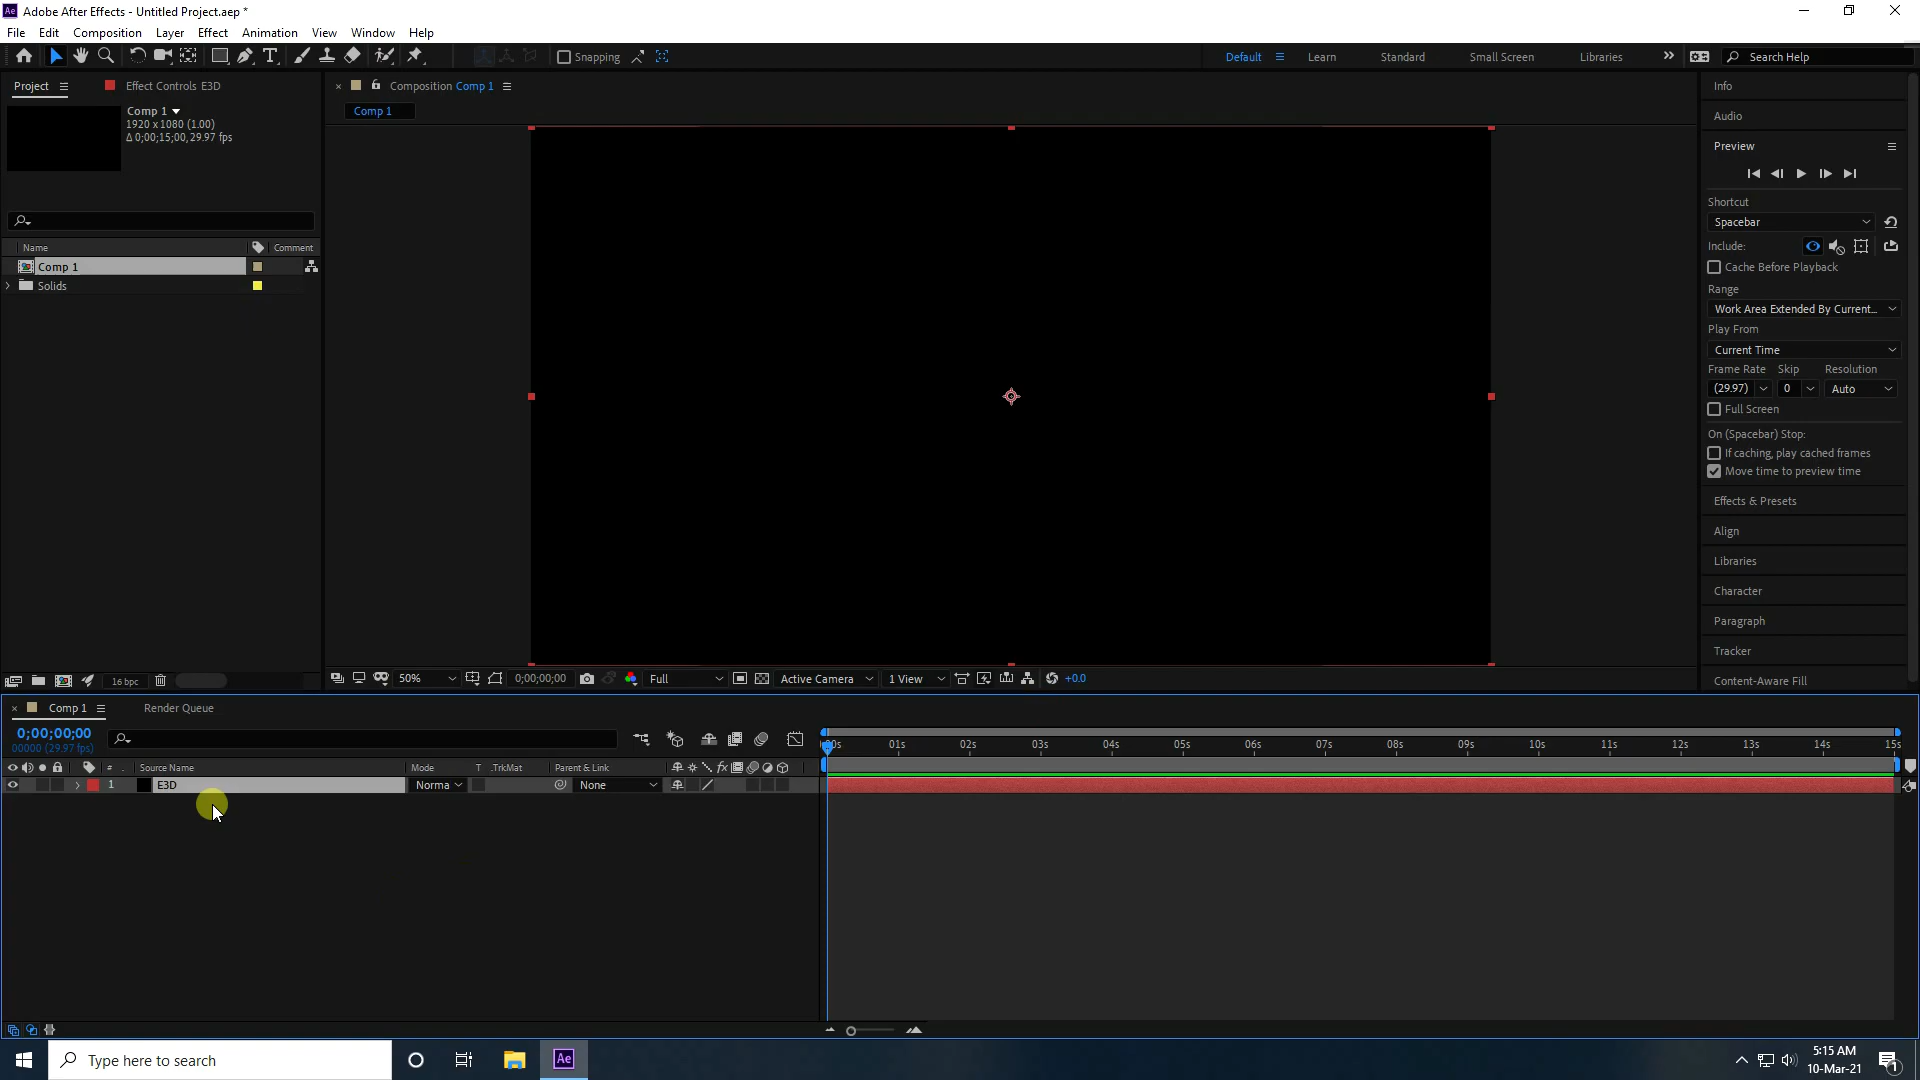 Adobe After Effects - Untitled Project.aep *
File Edit Composition Layer Effect Animation View Window Help
Snapping
Default Learn Standard Small Screen Libraries Search Help
Project Effect Controls E3D
Comp 1
1920 x 1080 (1.00)
Δ 0;00;15;00, 29.97 fps
Name Comment
Comp 1
Solids
16 bpc
Composition Comp 1
Comp 1
50% 0;00;00;00 Full Active Camera 1 View +0.0
Info
Audio
Preview
Shortcut
Spacebar
Include:
Cache Before Playback
Range
Work Area Extended By Current...
Play From
Current Time
Frame Rate Skip Resolution
(29.97) 0 Auto
Full Screen
On (Spacebar) Stop:
If caching, play cached frames
Move time to preview time
Effects & Presets
Align
Libraries
Character
Paragraph
Tracker
Content-Aware Fill
Comp 1 Render Queue
0;00;00;00
00000 (29.97 fps)
00s 01s 02s 03s 04s 05s 06s 07s 08s 09s 10s 11s 12s 13s 14s 15s
# Source Name Mode T .TrkMat Parent & Link fx
1 E3D Norma None
Type here to search
Ae
5:15 AM
10-Mar-21
1